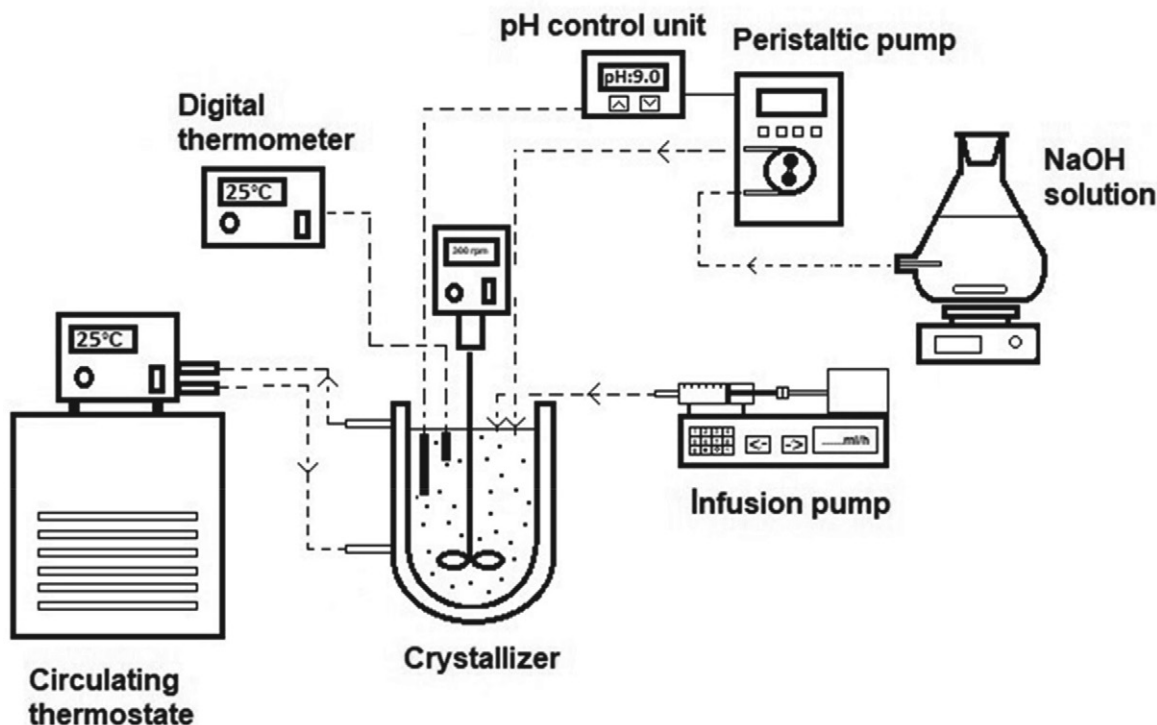 pH control unit
Peristaltic pump
pH:9.0
Digital
thermometer
25°C
NaOH
solution
300 rpm
25°C
<-
->
ml/h
Infusion pump
Crystallizer
Circulating
thermostate